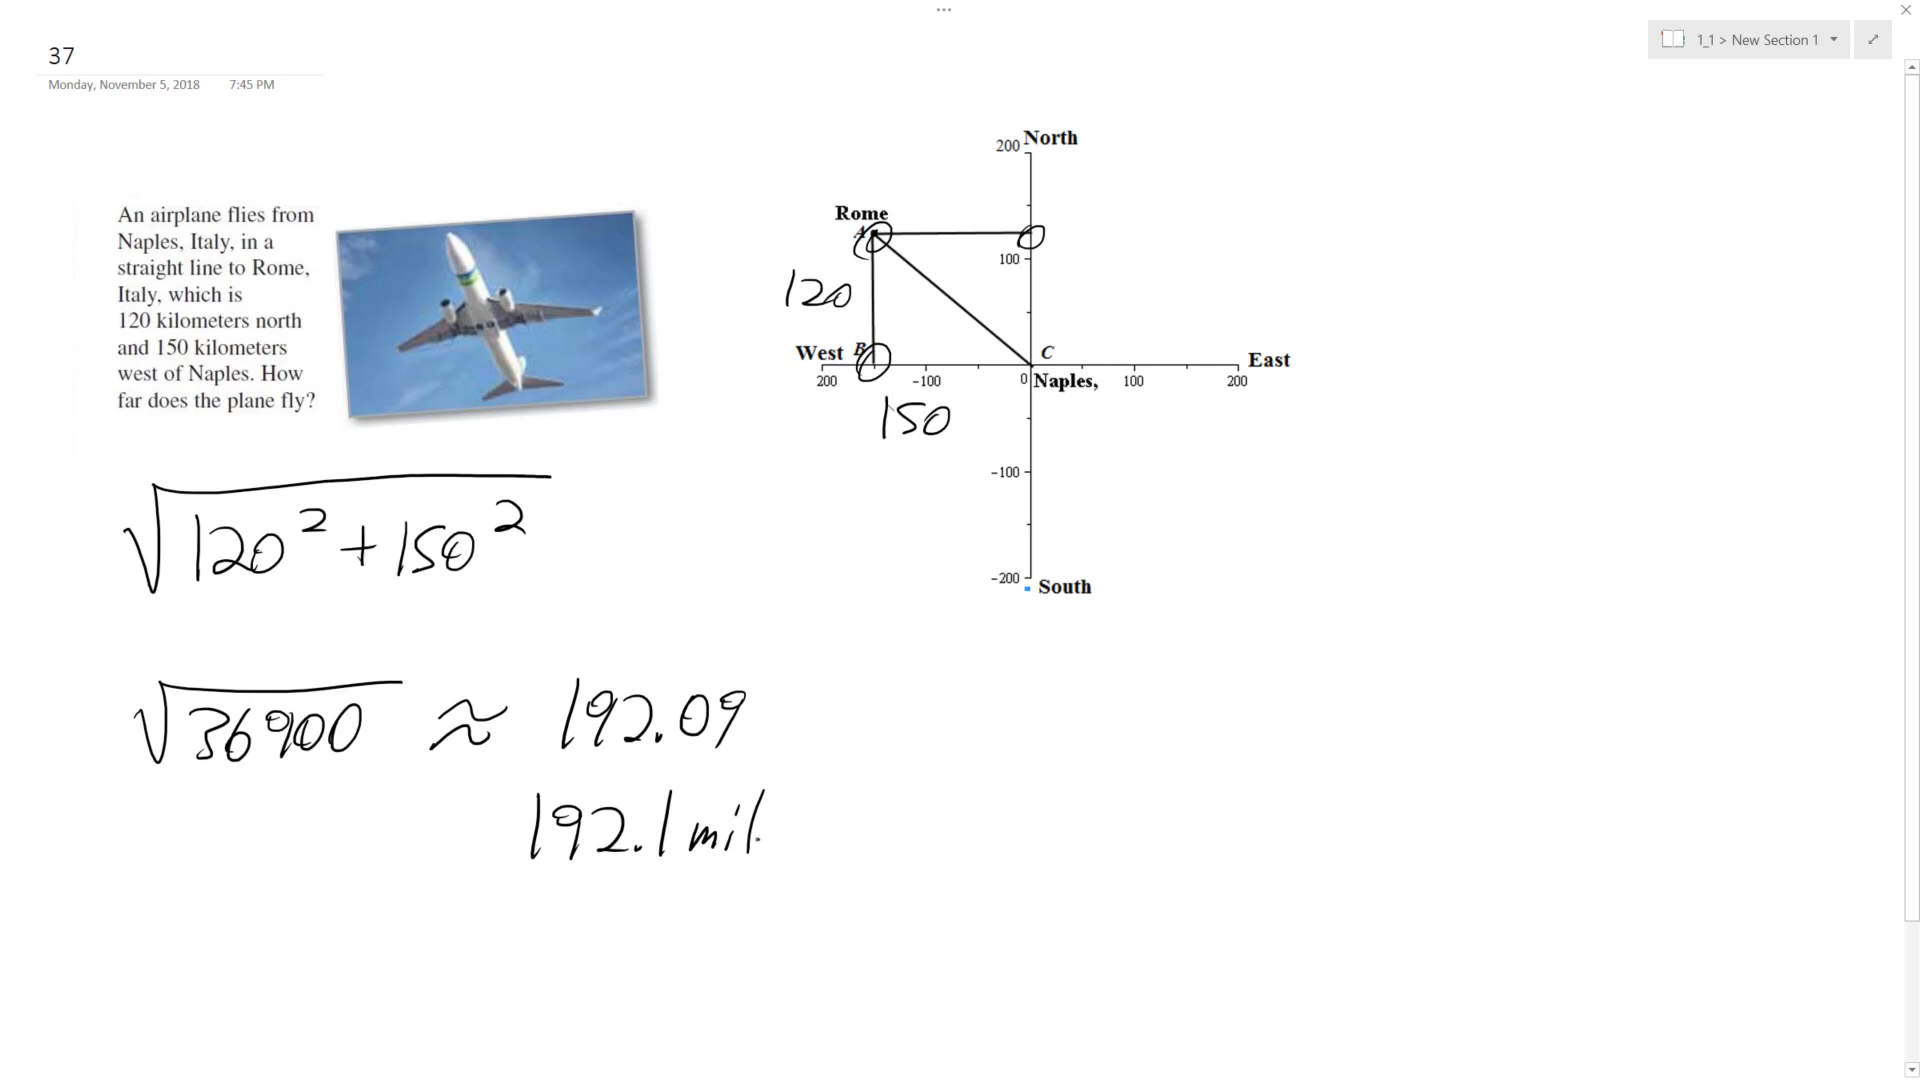 ...
1_1 > New Section 1
37
Monday, November 5, 2018 7:45 PM
An airplane flies from
Naples, Italy, in a
straight line to Rome,
Italy, which is
120 kilometers north
and 150 kilometers
west of Naples. How
far does the plane fly?
200 North
Rome
A
100
120
West B C East
200 -100 0 Naples, 100 200
150
-100
-200
South
√120² + 150²
√36900 ≈ 192.09
192.1 mil